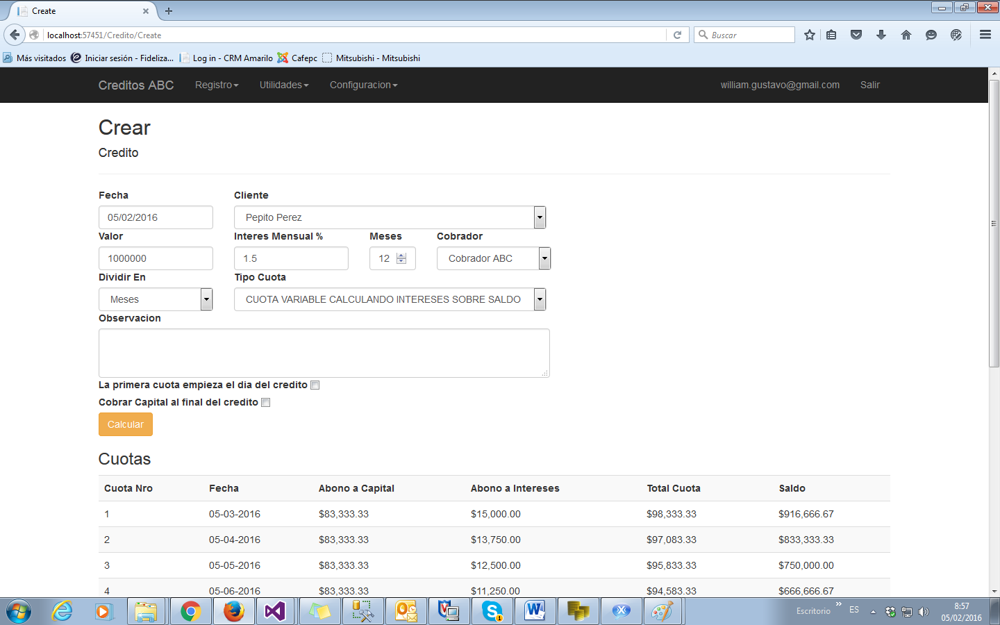 Create
localhost:57451/Credito/Create
Buscar
Más visitados Iniciar sesión - Fideliza... Log in - CRM Amarilo Cafepc Mitsubishi - Mitsubishi
Creditos ABC Registro Utilidades Configuracion william.gustavo@gmail.com Salir
Crear
Credito
Fecha Cliente
05/02/2016 Pepito Perez
Valor Interes Mensual % Meses Cobrador
1000000 1.5 12 Cobrador ABC
Dividir En Tipo Cuota
Meses CUOTA VARIABLE CALCULANDO INTERESES SOBRE SALDO
Observacion
La primera cuota empieza el dia del credito
Cobrar Capital al final del credito
Calcular
Cuotas
Cuota Nro Fecha Abono a Capital Abono a Intereses Total Cuota Saldo
1 05-03-2016 $83,333.33 $15,000.00 $98,333.33 $916,666.67
2 05-04-2016 $83,333.33 $13,750.00 $97,083.33 $833,333.33
3 05-05-2016 $83,333.33 $12,500.00 $95,833.33 $750,000.00
4 05-06-2016 $83,333.33 $11,250.00 $94,583.33 $666,666.67
Escritorio » ES 8:57
05/02/2016